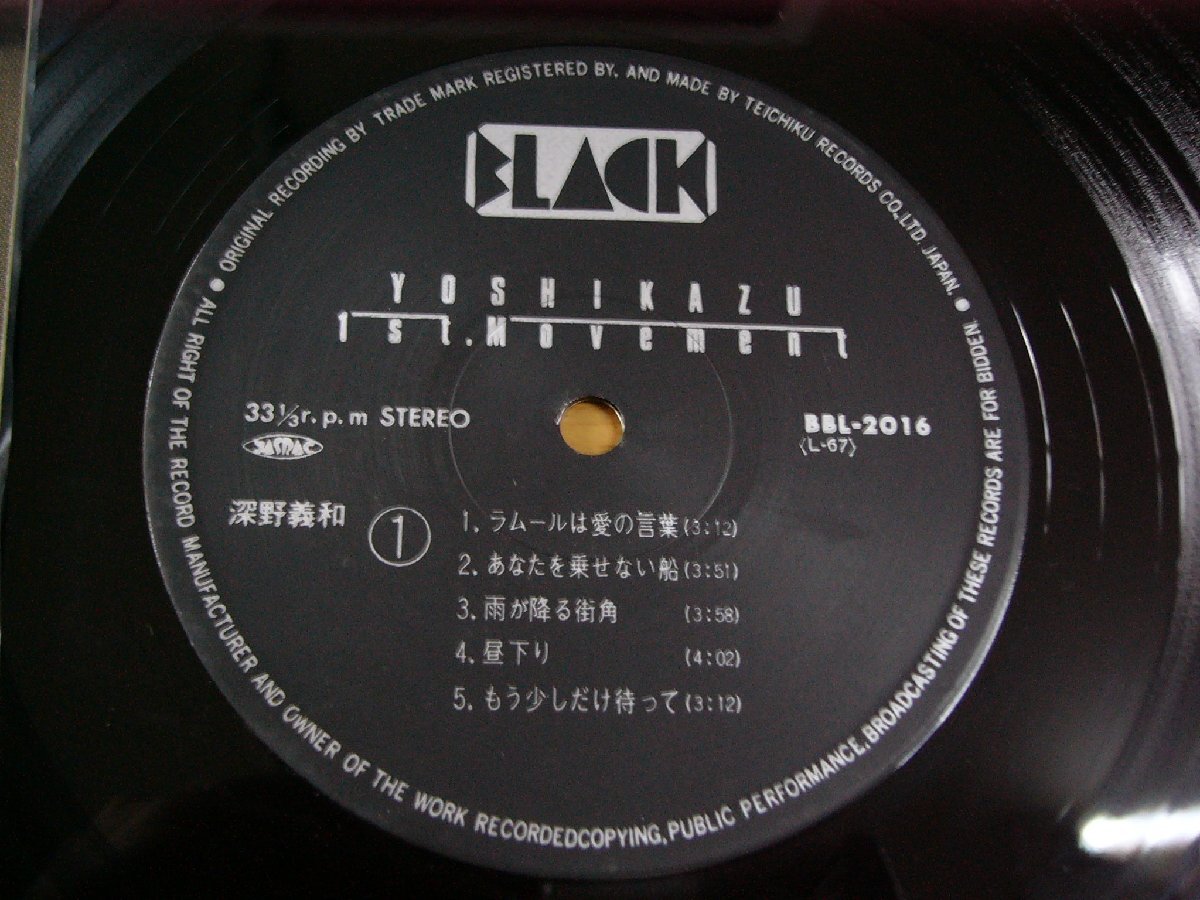 ORIGINAL RECORDING BY TRADE MARK REGISTERED BY, AND MADE BY TEICHIKU RECORDS CO., LTD. JAPAN.
BLACK
YOSHIKAZU
1st. Movement
33 1/3 r.p.m STEREO
BBL-2016
JASRAC
(L-67)
深野義和
1
1. ラムールは愛の言葉 (3:12)
2. あなたを乗せない船 (3:51)
3. 雨が降る街角 (3:58)
4. 昼下り (4:02)
5. もう少しだけ待って (3:12)
ALL RIGHT OF THE RECORD MANUFACTURER AND OWNER OF THE WORK RECORDEDCOPYING, PUBLIC PERFORMANCE, BROADCASTING OF THESE RECORDS ARE FOR BIDDEN.